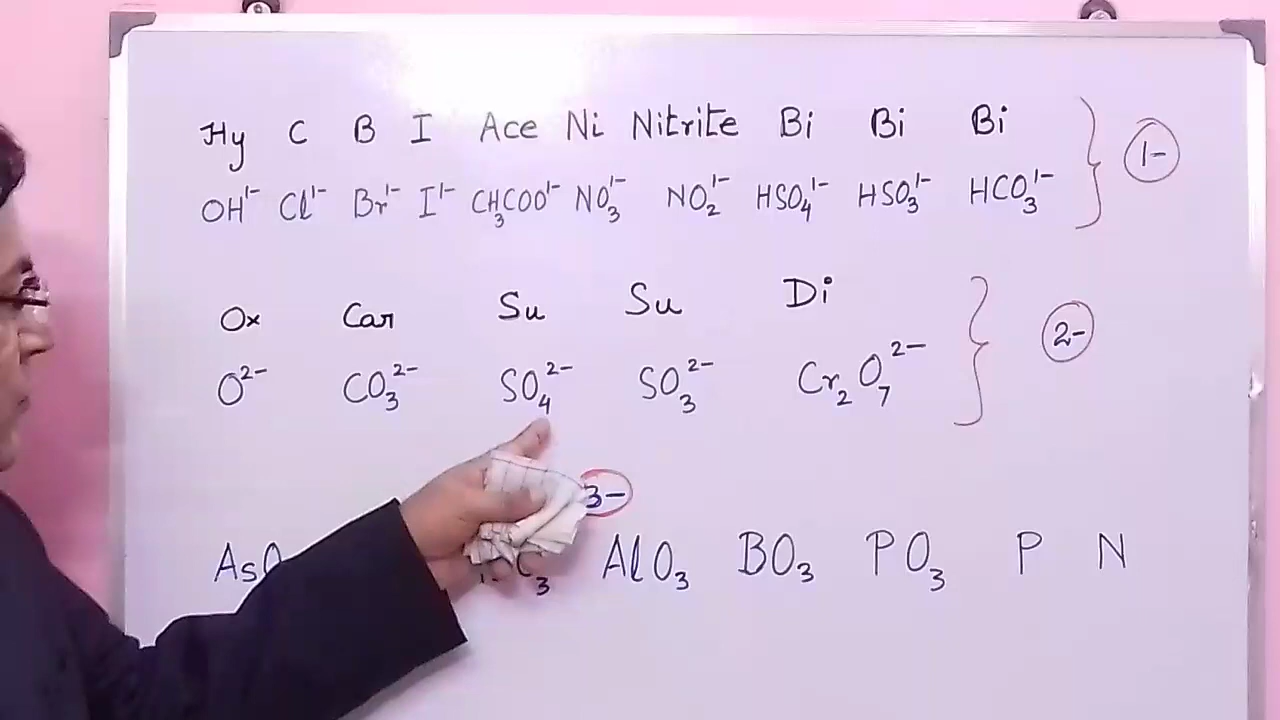 Hy C B I Ace Ni Nitrite Bi Bi Bi
OH¹⁻ Cl¹⁻ Br¹⁻ I¹⁻ CH₃COO¹⁻ NO₃¹⁻ NO₂¹⁻ HSO₄¹⁻ HSO₃¹⁻ HCO₃¹⁻ } 1-
Ox Car Su Su Di
O²⁻ CO₃²⁻ SO₄²⁻ SO₃²⁻ Cr₂O₇²⁻ } 2-
3-
AsO AlO₃ BO₃ PO₃ P N